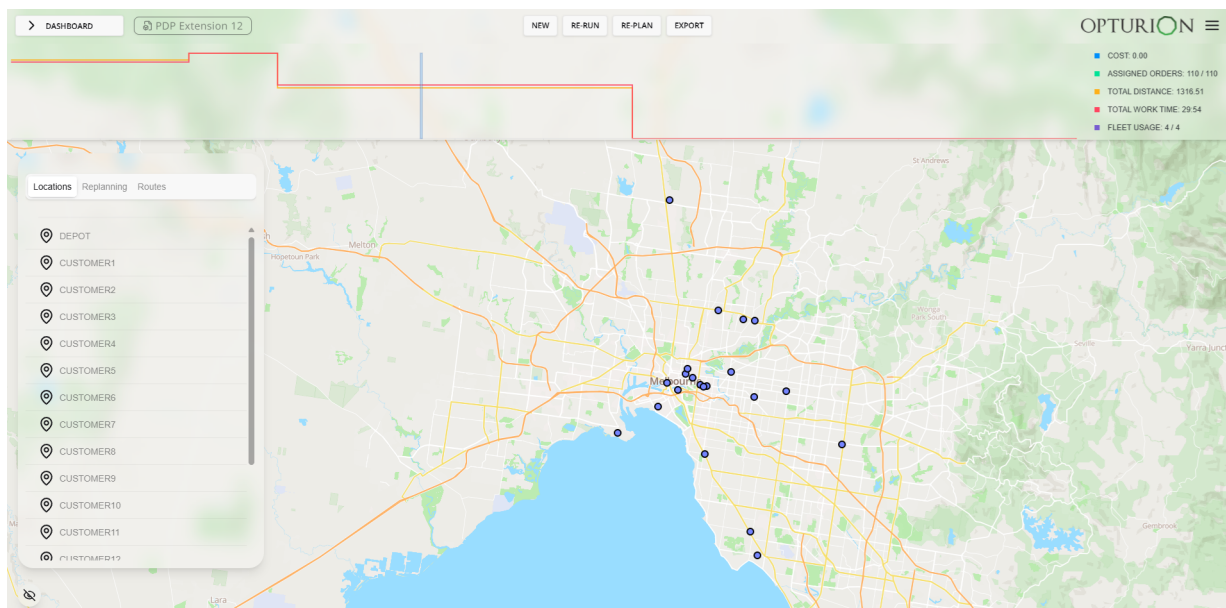 DASHBOARD
PDP Extension 12
NEW
RE-RUN
RE-PLAN
EXPORT
OPTURION
COST: 0.00
ASSIGNED ORDERS: 110 / 110
TOTAL DISTANCE: 1316.51
TOTAL WORK TIME: 29:54
FLEET USAGE: 4 / 4
Locations
Replanning
Routes
DEPOT
CUSTOMER1
CUSTOMER2
CUSTOMER3
CUSTOMER4
CUSTOMER5
CUSTOMER6
CUSTOMER7
CUSTOMER8
CUSTOMER9
CUSTOMER10
CUSTOMER11
CUSTOMER12
St Andrews
Melton
Hopetoun Park
Wonga
Park South
Seville
Yarra-Junct
Melbourne
Gembrook
Lara